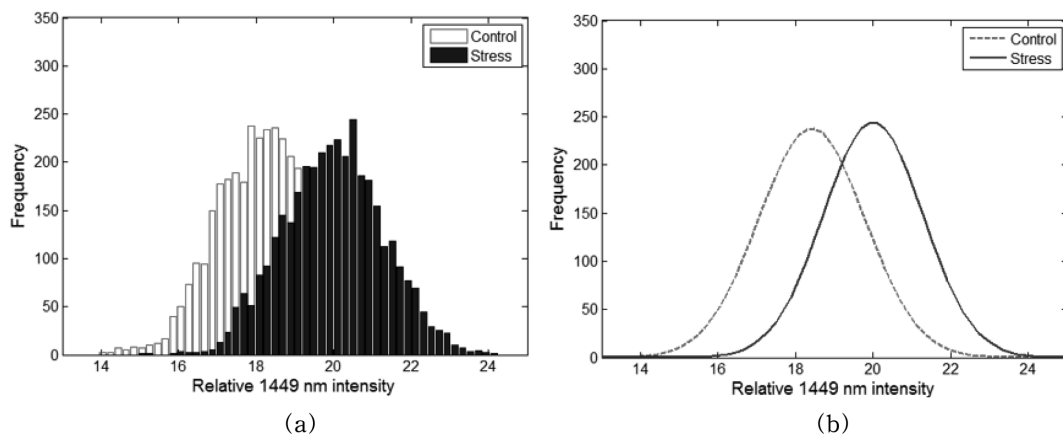 350
300
250
200
150
100
50
0
Frequency
Control
Stress
14 16 18 20 22 24
Relative 1449 nm intensity
(a)
350
300
250
200
150
100
50
0
Frequency
Control
Stress
14 16 18 20 22 24
Relative 1449 nm intensity
(b)